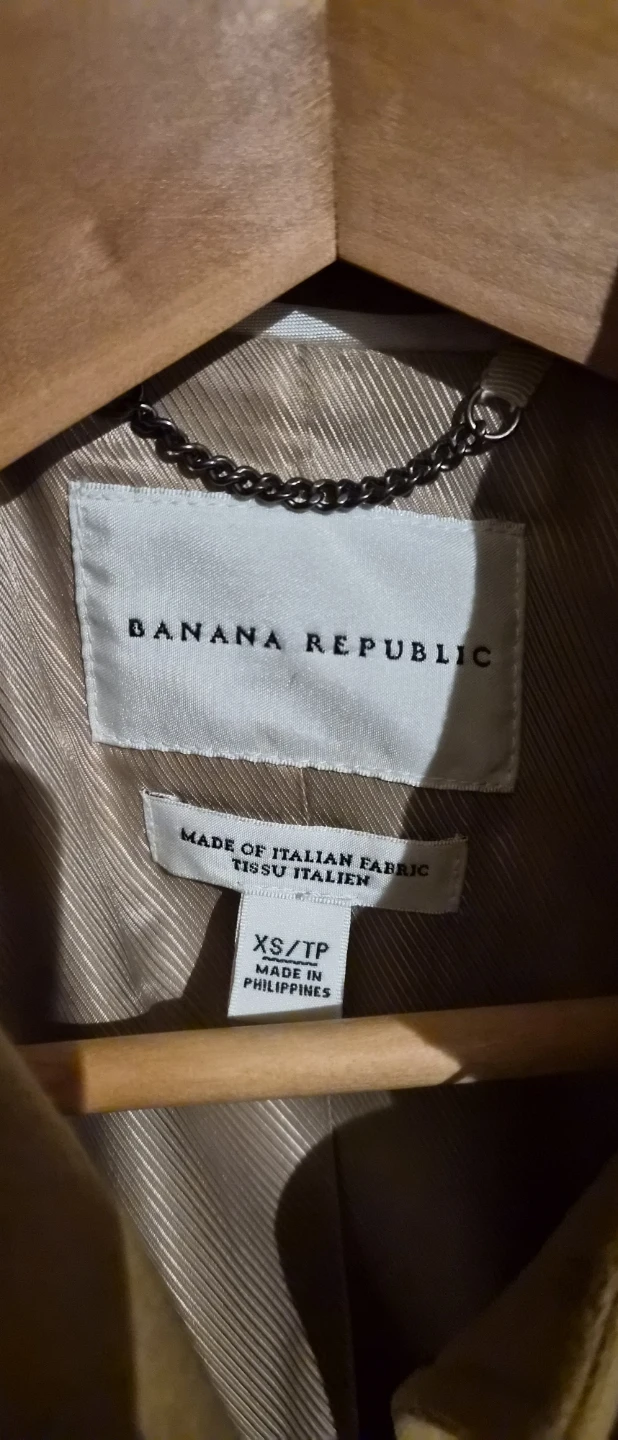 BANANA REPUBLIC
MADE OF ITALIAN FABRIC
TISSU ITALIEN
XS/TP
MADE IN
PHILIPPINES